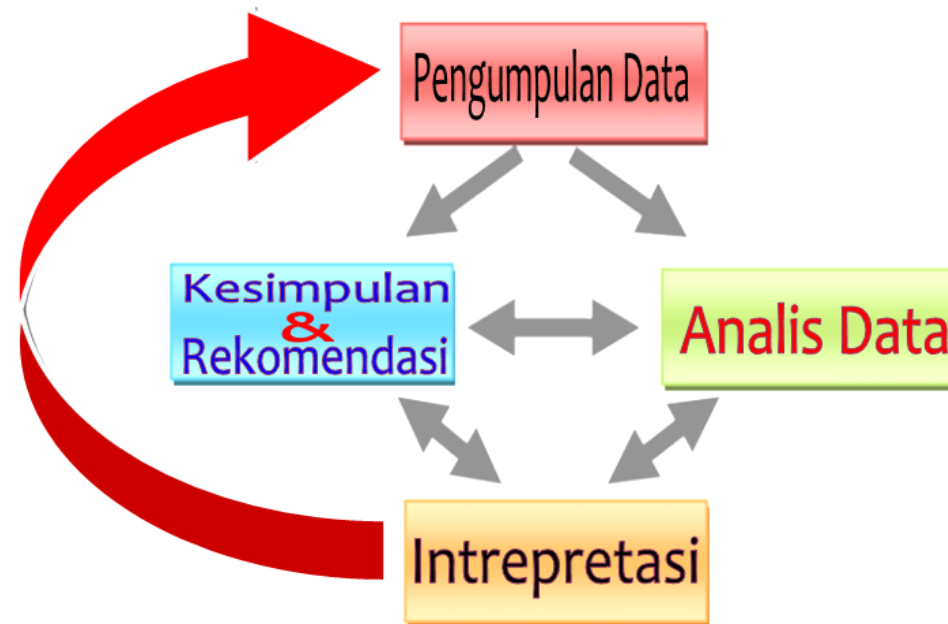 Pengumpulan Data
Kesimpulan
&
Rekomendasi
Analis Data
Intrepretasi